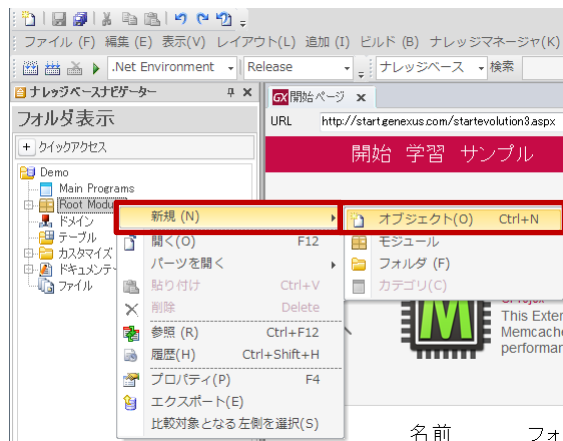 ファイル (F) 編集 (E) 表示(V) レイアウト(L) 追加 (I) ビルド (B) ナレッジマネージャ(K)
.Net Environment Release ナレッジベース 検索
ナレッジベースナビゲーター
フォルダ表示
クイックアクセス
Demo
Main Programs
Root Modu
ドメイン
テーブル
カスタマイズ
ドキュメンテ
ファイル
GX開始ページ
URL http://start.genexus.com/startevolution3.aspx
開始 学習 サンプル
新規 (N)
開く(O) F12
パーツを開く
貼り付け Ctrl+V
削除 Delete
参照 (R) Ctrl+F12
履歴(H) Ctrl+Shift+H
プロパティ(P) F4
エクスポート(E)
比較対象となる左側を選択(S)
オブジェクト(O) Ctrl+N
モジュール
フォルダ (F)
カテゴリ(C)
This Exter
Memcache
performar
名前 フォ